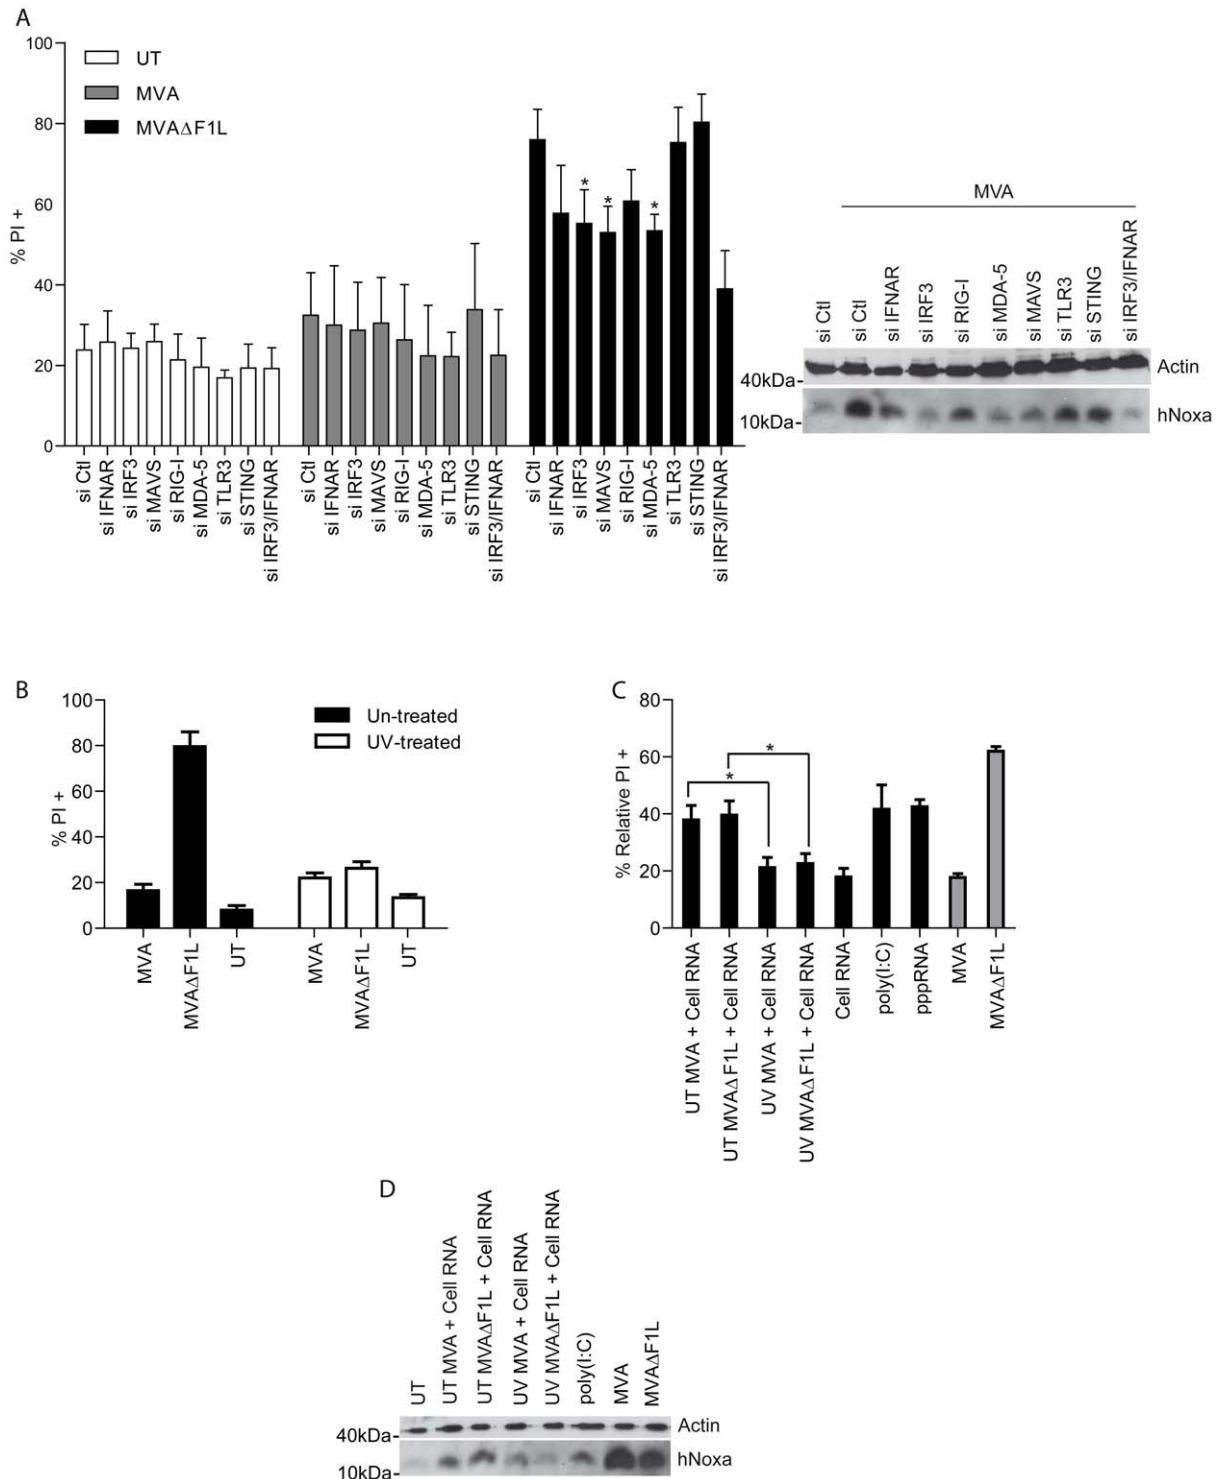 A
100
80
60
40
20
0
% PI +
UT
MVA
MVAΔF1L
*
*
*
si Ctl
si IFNAR
si IRF3
si MAVS
si RIG-I
si MDA-5
si TLR3
si STING
si IRF3/IFNAR
si Ctl
si IFNAR
si IRF3
si MAVS
si RIG-I
si MDA-5
si TLR3
si STING
si IRF3/IFNAR
si Ctl
si IFNAR
si IRF3
si MAVS
si RIG-I
si MDA-5
si TLR3
si STING
si IRF3/IFNAR
MVA
si Ctl
si Ctl
si IFNAR
si IRF3
si RIG-I
si MDA-5
si MAVS
si TLR3
si STING
si IRF3/IFNAR
Actin
40kDa-
hNoxa
10kDa-
B
100
80
60
40
20
0
% PI +
Un-treated
UV-treated
MVA
MVAΔF1L
UT
MVA
MVAΔF1L
UT
C
80
60
40
20
0
% Relative PI +
*
*
UT MVA + Cell RNA
UT MVAΔF1L + Cell RNA
UV MVA + Cell RNA
UV MVAΔF1L + Cell RNA
Cell RNA
poly(I:C)
pppRNA
MVA
MVAΔF1L
D
UT
UT MVA + Cell RNA
UT MVAΔF1L + Cell RNA
UV MVA + Cell RNA
UV MVAΔF1L + Cell RNA
poly(I:C)
MVA
MVAΔF1L
Actin
40kDa-
hNoxa
10kDa-